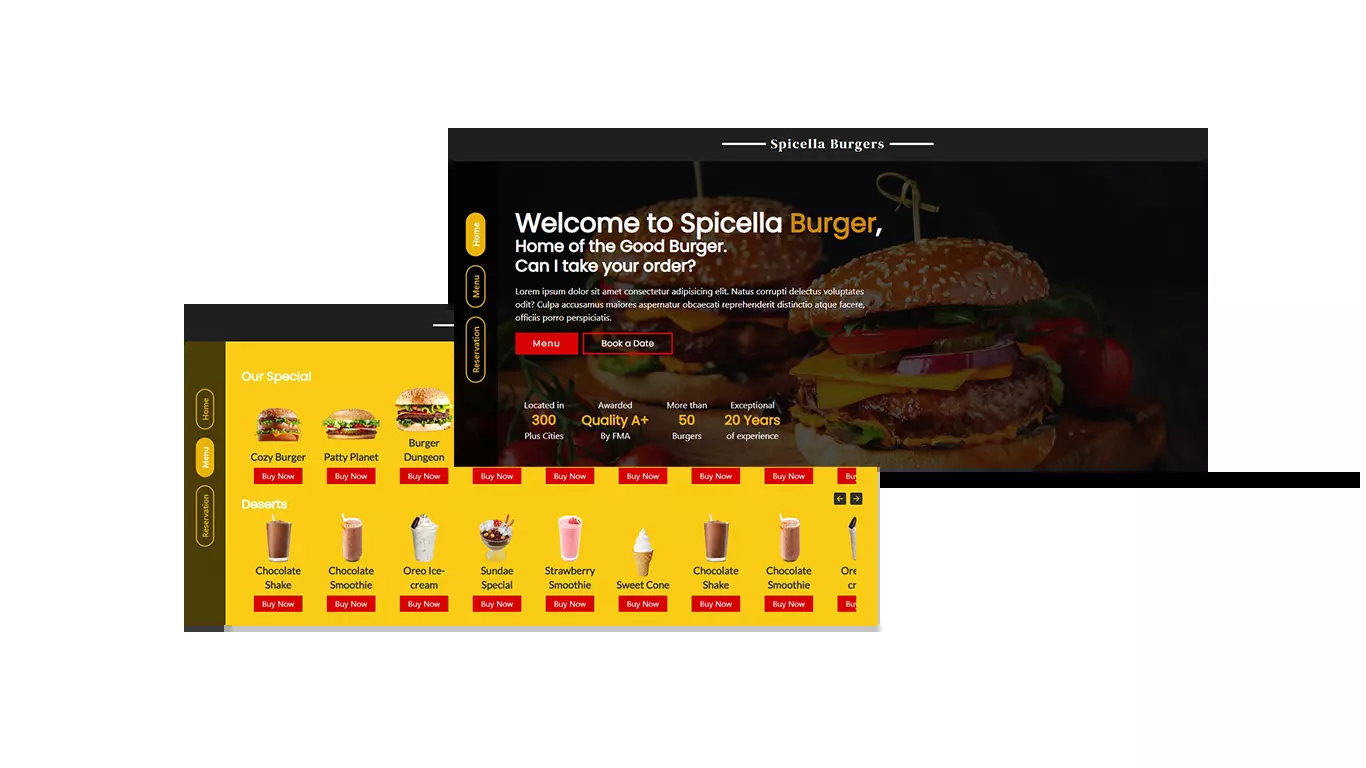 Spicella Burgers
Home
Menu
Reservation
Welcome to Spicella Burger,
Home of the Good Burger.
Can I take your order?
Lorem ipsum dolor sit amet consectetur adipisicing elit. Natus corrupti delectus voluptates
odit? Culpa accusamus maiores aspernatur obcaecati reprehenderit distinctio atque facere,
officiis porro perspiciatis.
Menu Book a Date
Located in Awarded More than Exceptional
300 Quality A+ 50 20 Years
Plus Cities By FMA Burgers of experience
Home
Menu
Reservation
Our Special
Cozy Burger Patty Planet Burger
Dungeon
Buy Now Buy Now Buy Now Buy Now Buy Now Buy Now Buy Now Buy Now Bu
Deserts
Chocolate Chocolate Oreo Ice- Sundae Strawberry Sweet Cone Chocolate Chocolate Ore
Shake Smoothie cream Special Smoothie Shake Smoothie cr
Buy Now Buy Now Buy Now Buy Now Buy Now Buy Now Buy Now Buy Now Bu